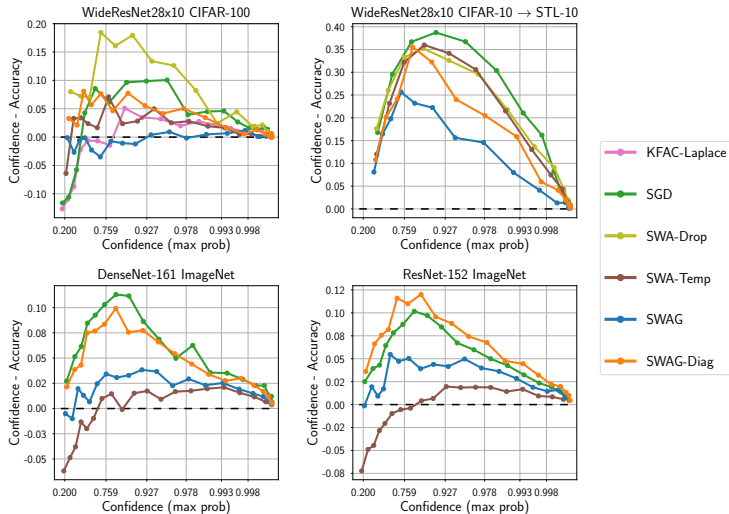 WideResNet28x10 CIFAR-100
Confidence - Accuracy
0.20
0.15
0.10
0.05
0.00
-0.05
-0.10
0.200 0.759 0.927 0.978 0.993 0.998
Confidence (max prob)
WideResNet28x10 CIFAR-10 → STL-10
Confidence - Accuracy
0.40
0.35
0.30
0.25
0.20
0.15
0.10
0.05
0.00
0.200 0.759 0.927 0.978 0.993 0.998
Confidence (max prob)
DenseNet-161 ImageNet
Confidence - Accuracy
0.10
0.08
0.05
0.02
0.00
-0.03
-0.05
0.200 0.759 0.927 0.978 0.993 0.998
Confidence (max prob)
ResNet-152 ImageNet
Confidence - Accuracy
0.12
0.10
0.08
0.05
0.02
0.00
-0.02
-0.05
-0.08
0.200 0.759 0.927 0.978 0.993 0.998
Confidence (max prob)
KFAC-Laplace
SGD
SWA-Drop
SWA-Temp
SWAG
SWAG-Diag